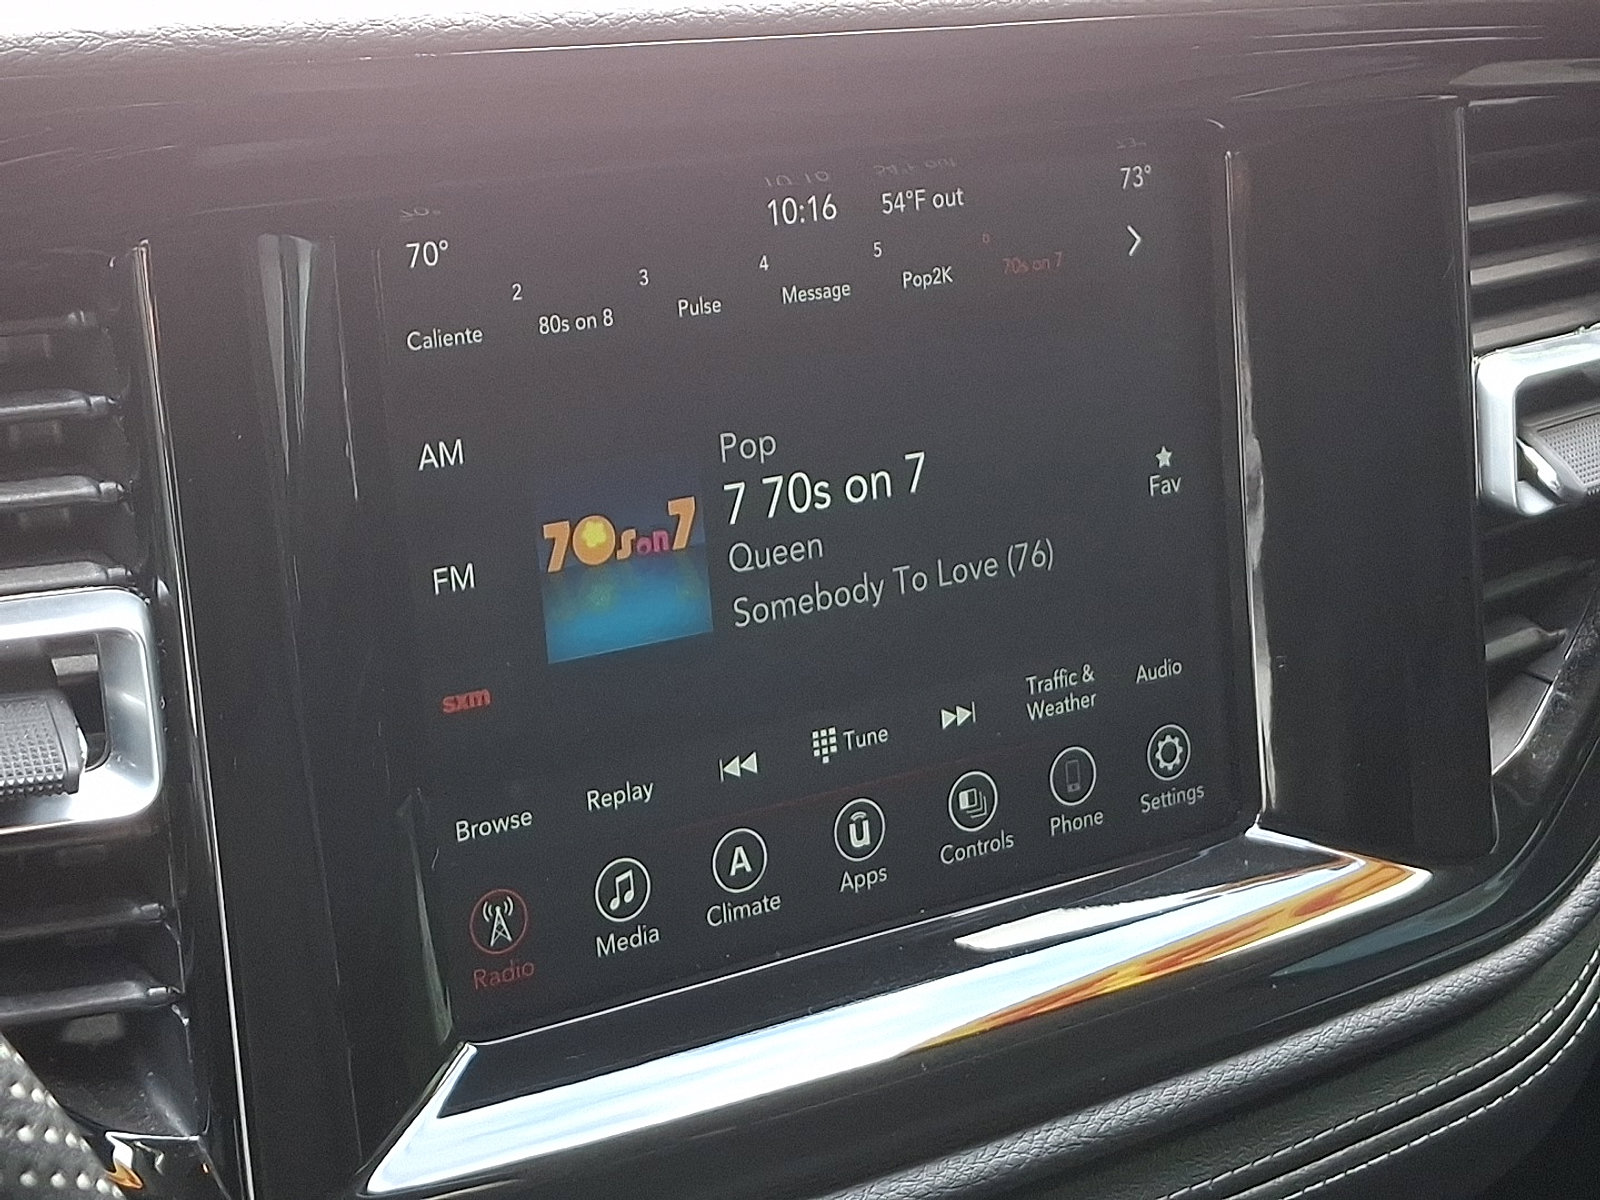 10:16 54°F out 73°
70°
2 3 4 5
Caliente 80s on 8 Pulse Message Pop2K 70s on 7
AM
FM
sxm
70s on 7
Pop
7 70s on 7
Queen
Somebody To Love (76)
Fav
Browse Replay Tune
Traffic &
Weather
Audio
Radio Media A Climate u Apps Controls Phone Settings